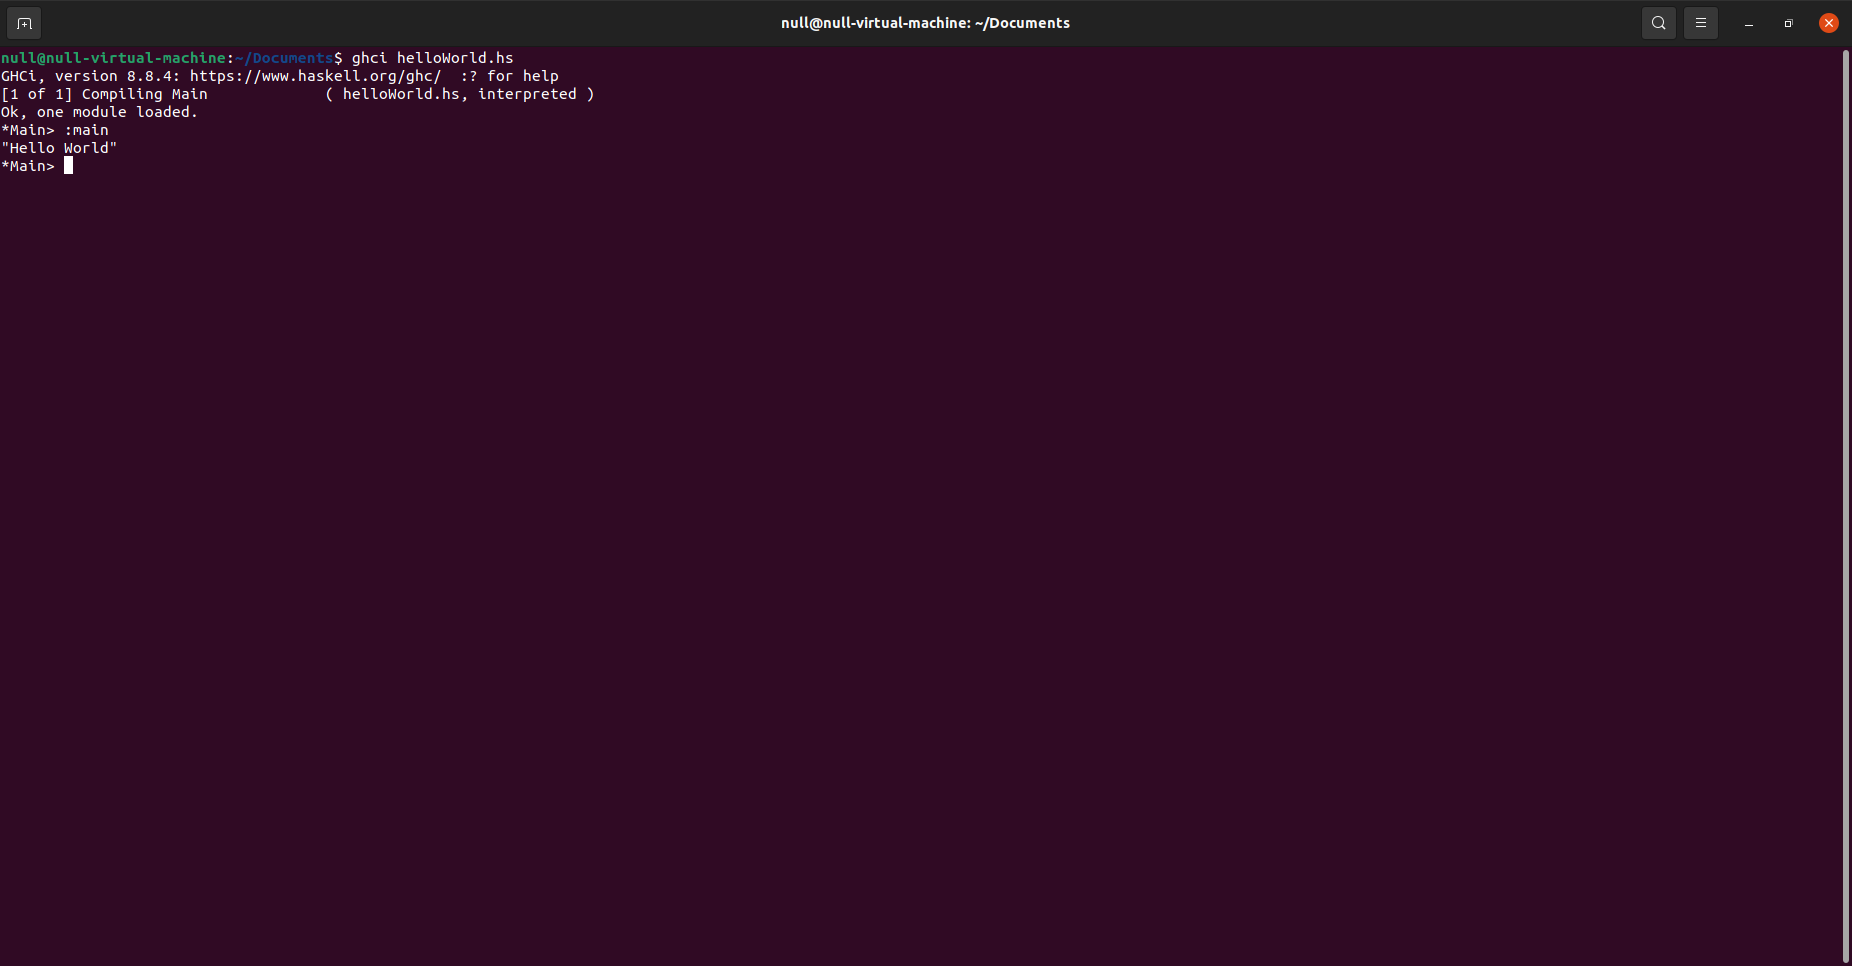 null@null-virtual-machine: ~/Documents
null@null-virtual-machine:~/Documents$ ghci helloWorld.hs
GHCi, version 8.8.4: https://www.haskell.org/ghc/  :? for help
[1 of 1] Compiling Main             ( helloWorld.hs, interpreted )
Ok, one module loaded.
*Main> :main
"Hello World"
*Main>